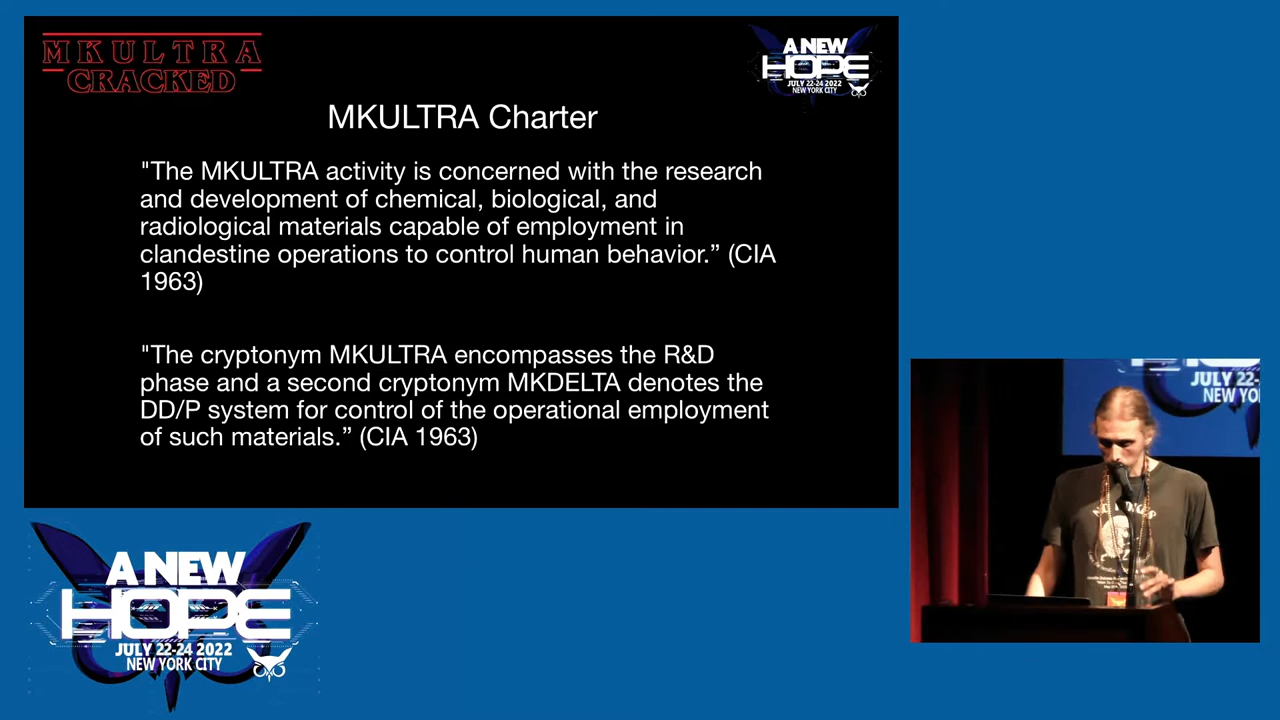 MKULTRA
CRACKED
A NEW
HOPE
JULY 22-24 2022
NEW YORK CITY
MKULTRA Charter
"The MKULTRA activity is concerned with the research
and development of chemical, biological, and
radiological materials capable of employment in
clandestine operations to control human behavior.” (CIA
1963)
"The cryptonym MKULTRA encompasses the R&D
phase and a second cryptonym MKDELTA denotes the
DD/P system for control of the operational employment
of such materials.” (CIA 1963)
A NEW
HOPE
JULY 22-24 2022
NEW YORK CITY
JULY 22-
NEW YO